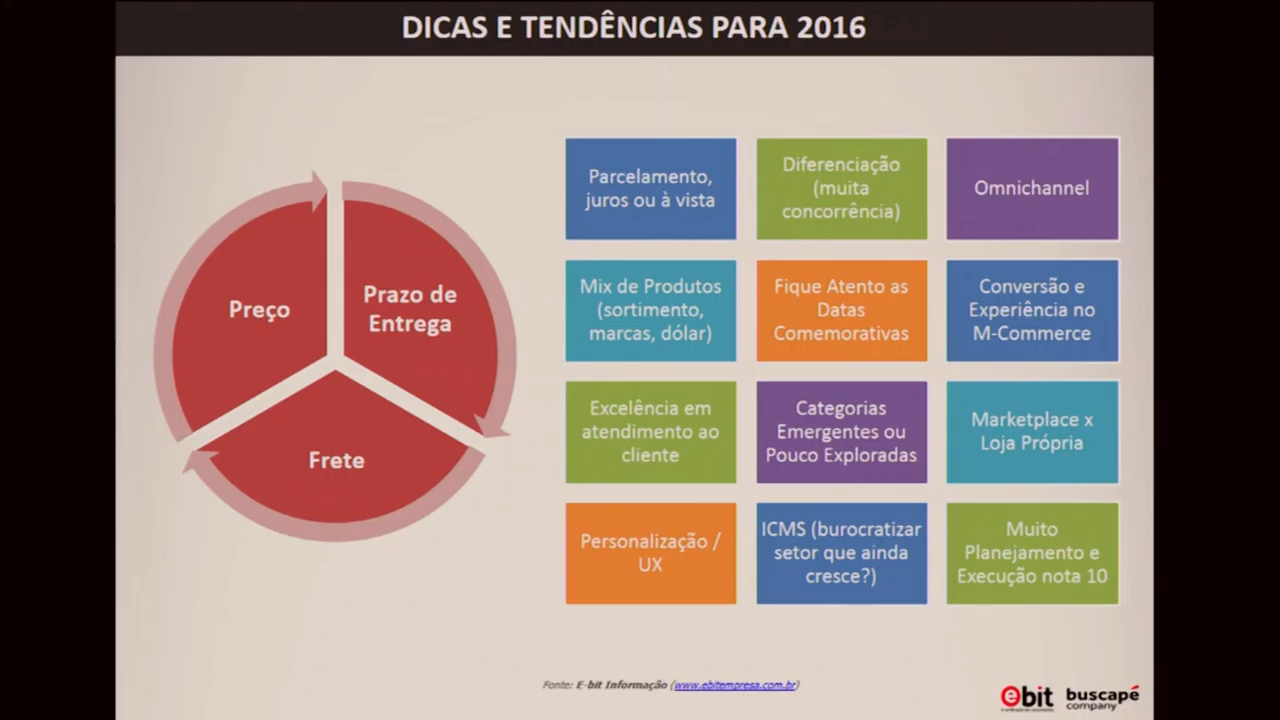 DICAS E TENDÊNCIAS PARA 2016
Preço
Prazo de
Entrega
Frete
Parcelamento,
juros ou à vista
Diferenciação
(muita
concorrência)
Omnichannel
Mix de Produtos
(sortimento,
marcas, dólar)
Fique Atento as
Datas
Comemorativas
Conversão e
Experiência no
M-Commerce
Excelência em
atendimento ao
cliente
Categorias
Emergentes ou
Pouco Exploradas
Marketplace x
Loja Própria
Personalização /
UX
ICMS (burocratizar
setor que ainda
cresce?)
Muito
Planejamento e
Execução nota 10
Fonte: E-bit Informação (www.ebitempresa.com.br)
ebit
buscapé
company